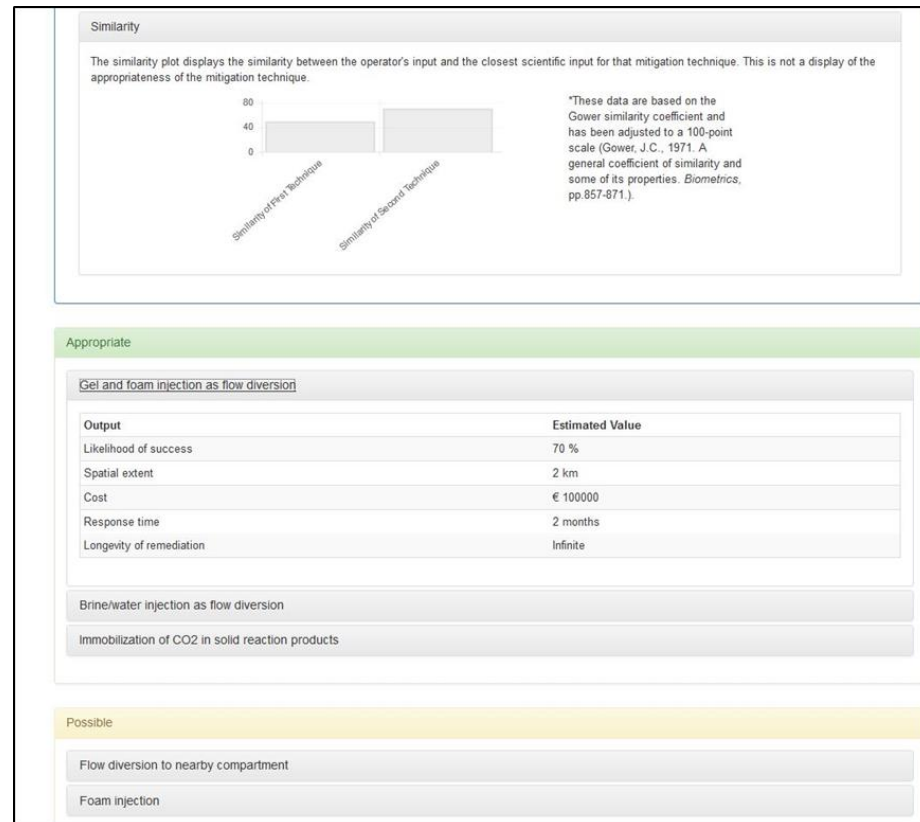 Similarity
The similarity plot displays the similarity between the operator's input and the closest scientific input for that mitigation technique. This is not a display of the
appropriateness of the mitigation technique.
80
40
0
Similarity of First Technique
Similarity of Second Technique
*These data are based on the
Gower similarity coefficient and
has been adjusted to a 100-point
scale (Gower, J.C., 1971. A
general coefficient of similarity and
some of its properties. Biometrics,
pp.857-871.).
Appropriate
Gel and foam injection as flow diversion
Output Estimated Value
Likelihood of success 70 %
Spatial extent 2 km
Cost € 100000
Response time 2 months
Longevity of remediation Infinite
Brine/water injection as flow diversion
Immobilization of CO2 in solid reaction products
Possible
Flow diversion to nearby compartment
Foam injection